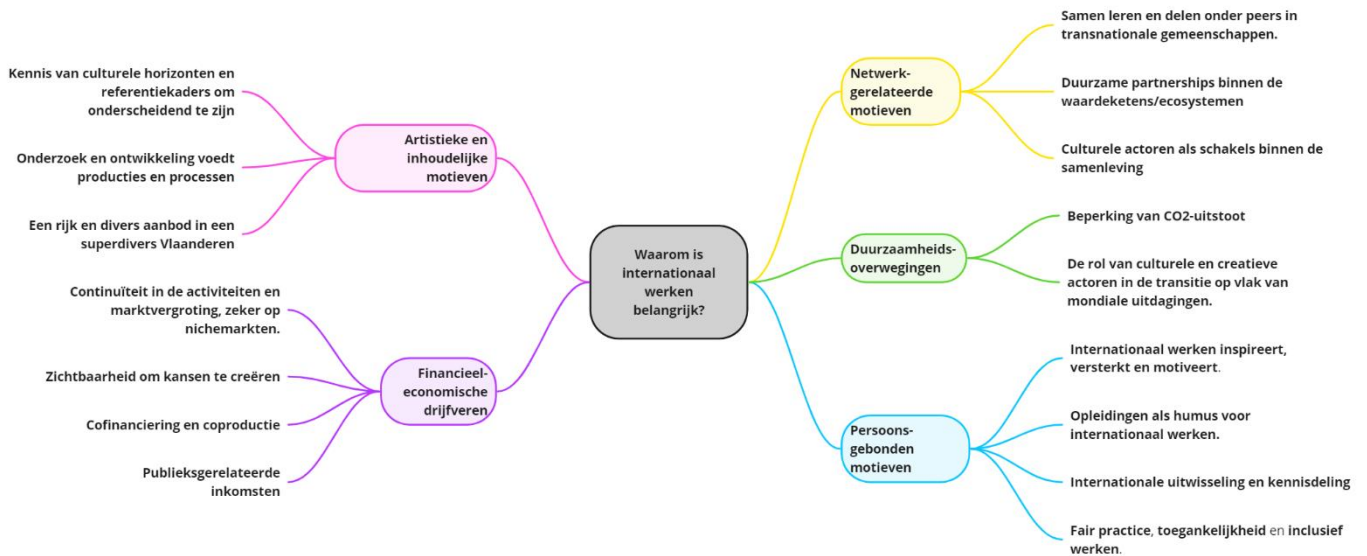 Waarom is
internationaal
werken
belangrijk?
Artistieke en
inhoudelijke
motieven
Kennis van culturele horizonten en
referentiekaders om
onderscheidend te zijn
Onderzoek en ontwikkeling voedt
producties en processen
Een rijk en divers aanbod in een
superdivers Vlaanderen
Financieel-
economische
drijfveren
Continuïteit in de activiteiten en
marktvergroting, zeker op
nichemarkten.
Zichtbaarheid om kansen te creëren
Cofinanciering en coproductie
Publieksgerelateerde
inkomsten
Netwerk-
gerelateerde
motieven
Samen leren en delen onder peers in
transnationale gemeenschappen.
Duurzame partnerships binnen de
waardeketens/ecosystemen
Culturele actoren als schakels binnen de
samenleving
Duurzaamheids-
overwegingen
Beperking van CO2-uitstoot
De rol van culturele en creatieve
actoren in de transitie op vlak van
mondiale uitdagingen.
Persoons-
gebonden
motieven
Internationaal werken inspireert,
versterkt en motiveert.
Opleidingen als humus voor
internationaal werken.
Internationale uitwisseling en kennisdeling
Fair practice, toegankelijkheid en inclusief
werken.